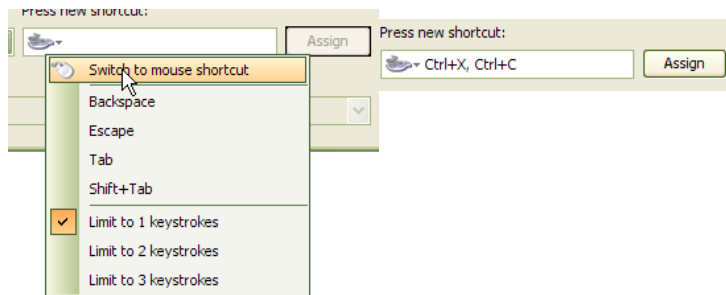 Press new shortcut:
Assign
Switch to mouse shortcut
Backspace
Escape
Tab
Shift+Tab
Limit to 1 keystrokes
Limit to 2 keystrokes
Limit to 3 keystrokes
Press new shortcut:
Ctrl+X, Ctrl+C
Assign